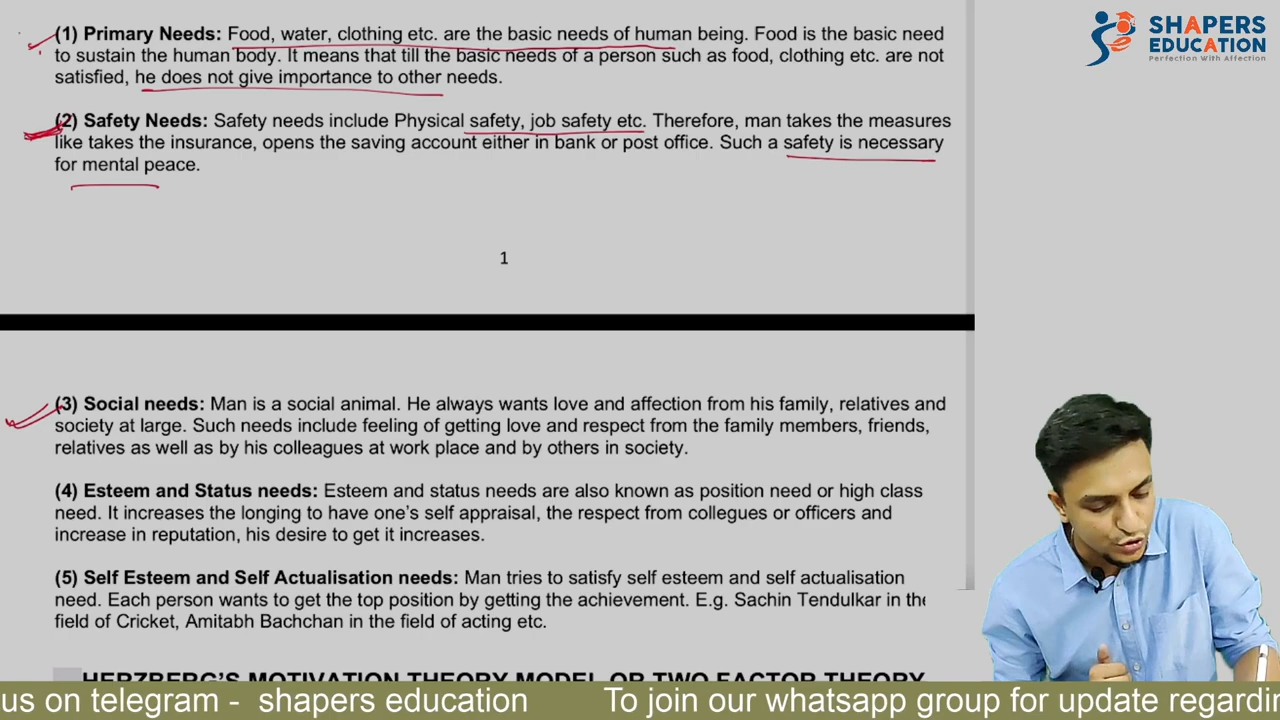 (1) Primary Needs: Food, water, clothing etc. are the basic needs of human being. Food is the basic need
to sustain the human body. It means that till the basic needs of a person such as food, clothing etc. are not
satisfied, he does not give importance to other needs.
(2) Safety Needs: Safety needs include Physical safety, job safety etc. Therefore, man takes the measures
like takes the insurance, opens the saving account either in bank or post office. Such a safety is necessary
for mental peace.
1
(3) Social needs: Man is a social animal. He always wants love and affection from his family, relatives and
society at large. Such needs include feeling of getting love and respect from the family members, friends,
relatives as well as by his colleagues at work place and by others in society.
(4) Esteem and Status needs: Esteem and status needs are also known as position need or high class
need. It increases the longing to have one's self appraisal, the respect from collegues or officers and
increase in reputation, his desire to get it increases.
(5) Self Esteem and Self Actualisation needs: Man tries to satisfy self esteem and self actualisation
need. Each person wants to get the top position by getting the achievement. E.g. Sachin Tendulkar in the
field of Cricket, Amitabh Bachchan in the field of acting etc.
HERZBERG'S MOTIVATION THEORY MODEL OR TWO FACTOR THEORY
SHAPERS
EDUCATION
Perfection With Affection
us on telegram - shapers education To join our whatsapp group for update regardin